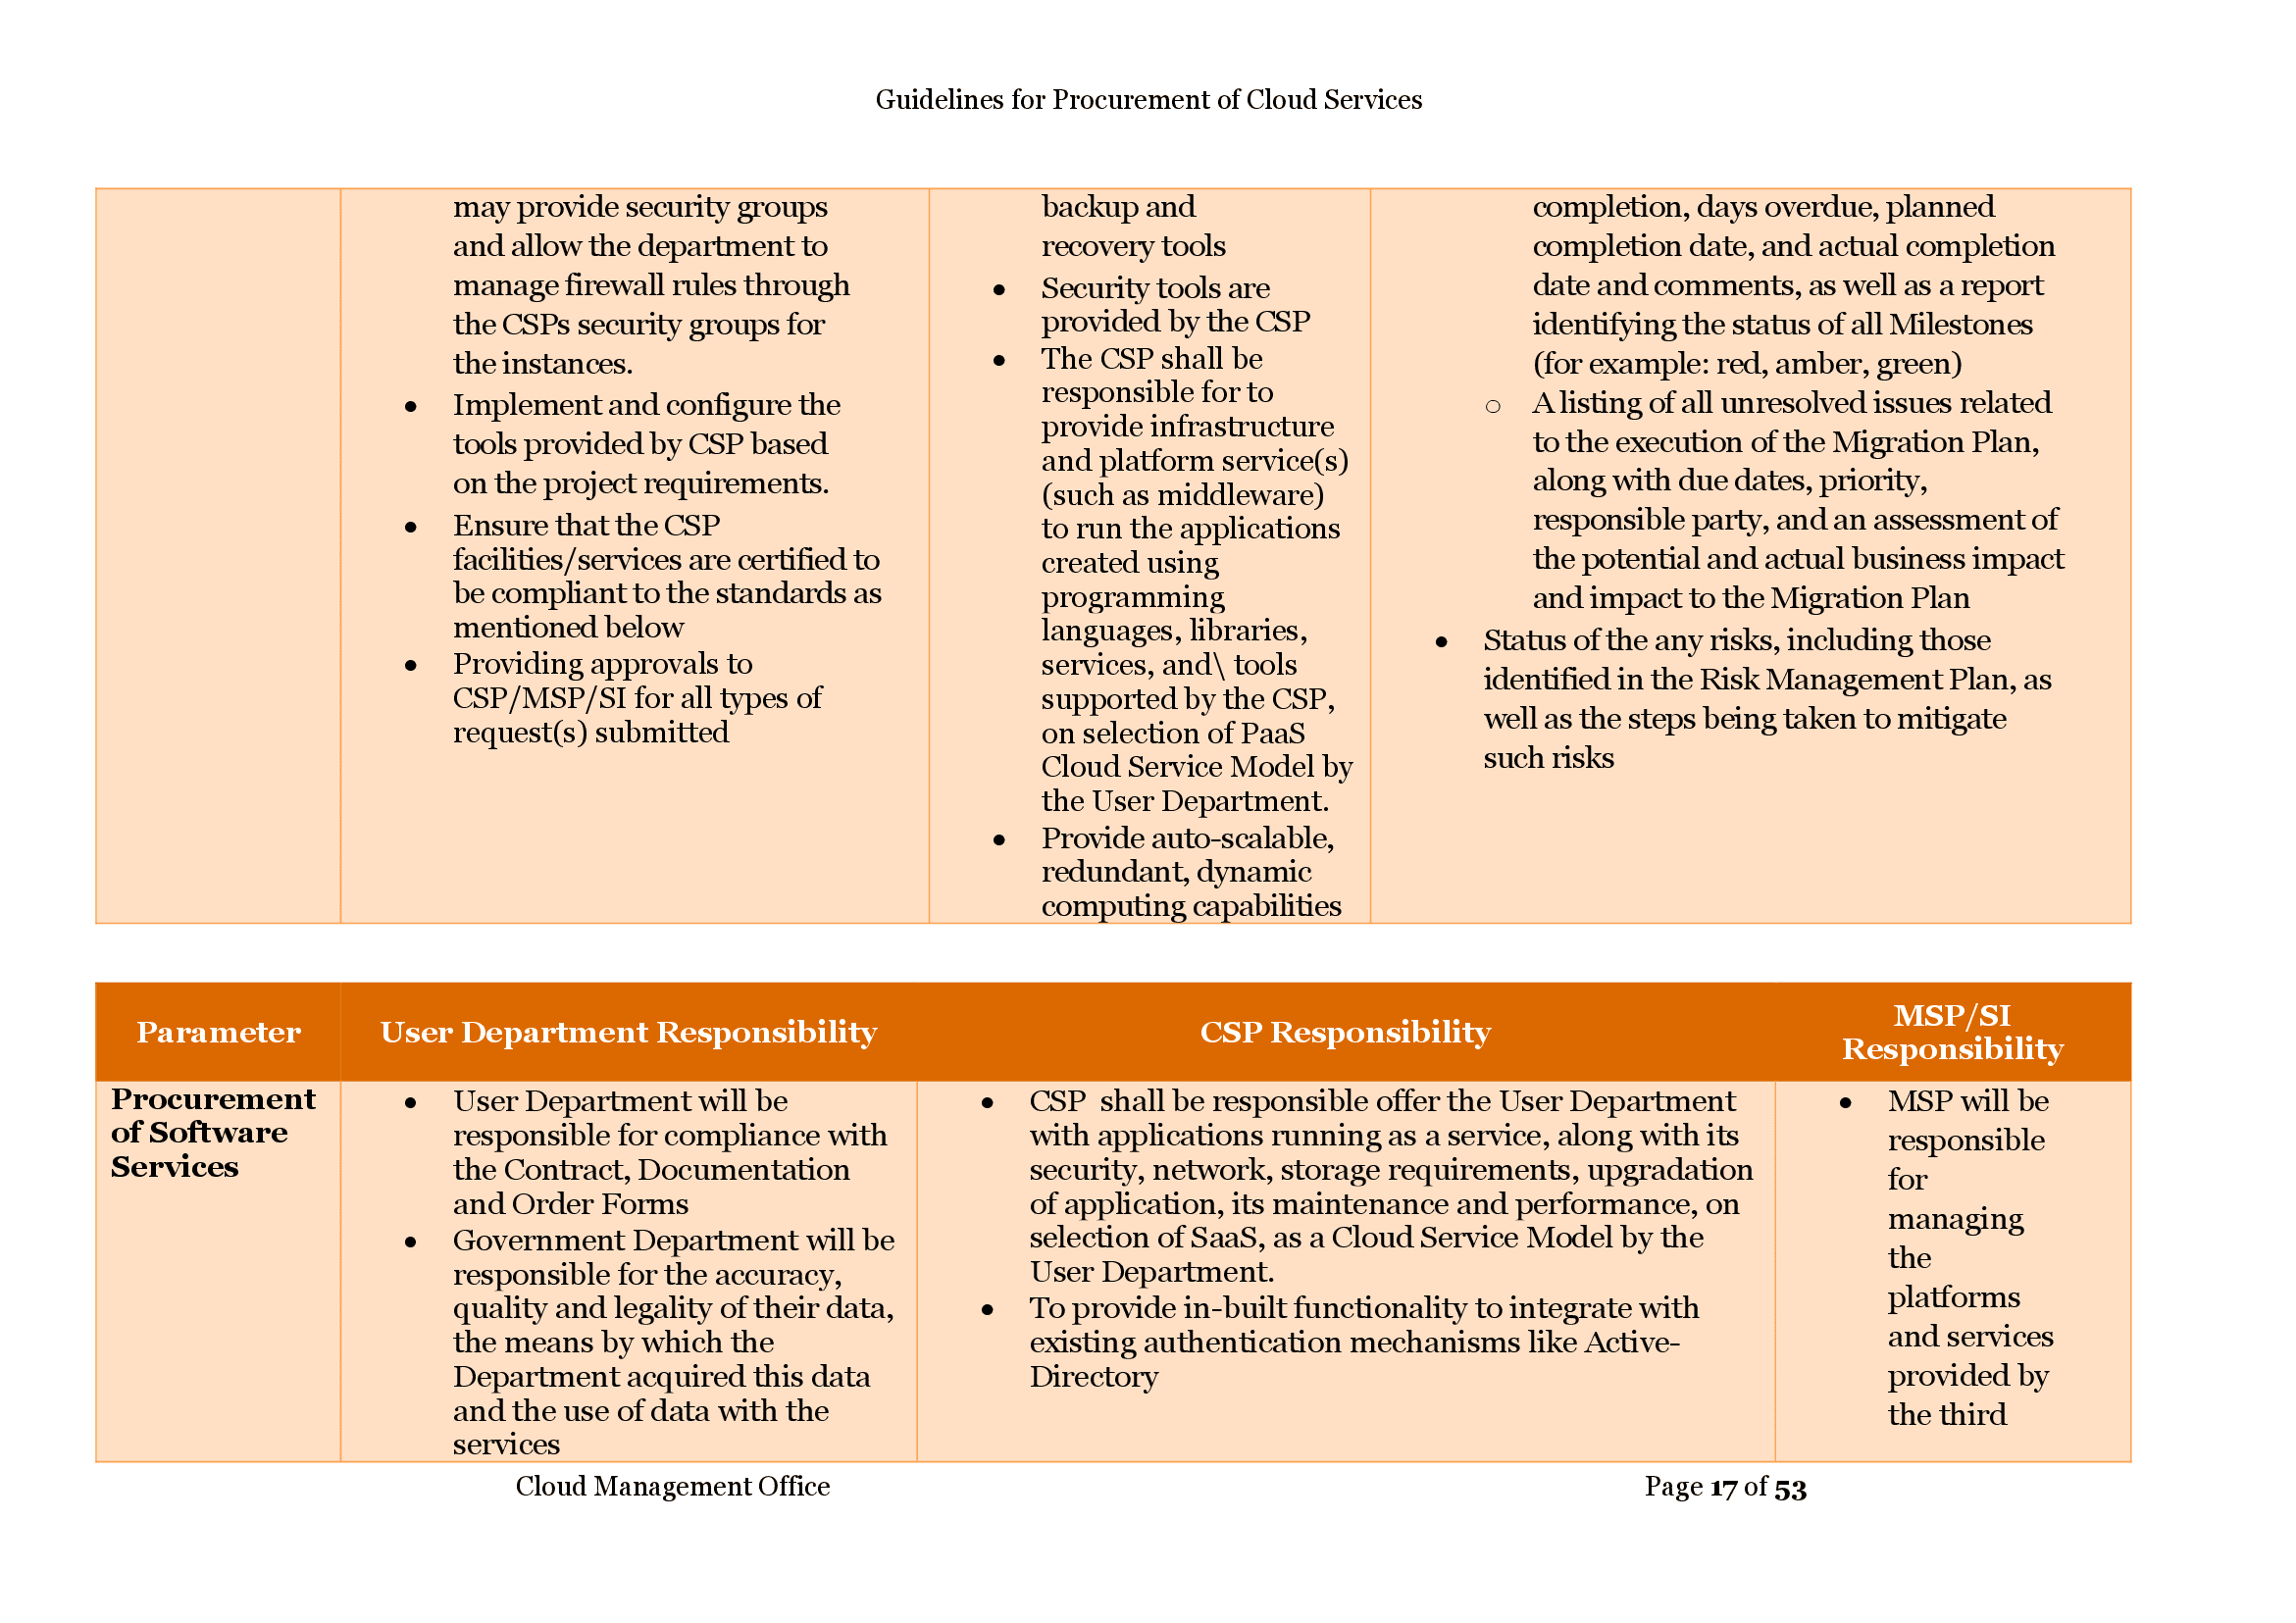 Guidelines for Procurement of Cloud Services
may provide security groups
and allow the department to
manage firewall rules through
the CSPs security groups for
the instances.
• Implement and configure the
tools provided by CSP based
on the project requirements.
• Ensure that the CSP
facilities/services are certified to
be compliant to the standards as
mentioned below
• Providing approvals to
CSP/MSP/SI for all types of
request(s) submitted
backup and
recovery tools
• Security tools are
provided by the CSP
• The CSP shall be
responsible for to
provide infrastructure
and platform service(s)
(such as middleware)
to run the applications
created using
programming
languages, libraries,
services, and\ tools
supported by the CSP,
on selection of PaaS
Cloud Service Model by
the User Department.
• Provide auto-scalable,
redundant, dynamic
computing capabilities
completion, days overdue, planned
completion date, and actual completion
date and comments, as well as a report
identifying the status of all Milestones
(for example: red, amber, green)
o A listing of all unresolved issues related
to the execution of the Migration Plan,
along with due dates, priority,
responsible party, and an assessment of
the potential and actual business impact
and impact to the Migration Plan
• Status of the any risks, including those
identified in the Risk Management Plan, as
well as the steps being taken to mitigate
such risks
Parameter
User Department Responsibility
CSP Responsibility
MSP/SI
Responsibility
Procurement
of Software
Services
• User Department will be
responsible for compliance with
the Contract, Documentation
and Order Forms
• Government Department will be
responsible for the accuracy,
quality and legality of their data,
the means by which the
Department acquired this data
and the use of data with the
services
• CSP  shall be responsible offer the User Department
with applications running as a service, along with its
security, network, storage requirements, upgradation
of application, its maintenance and performance, on
selection of SaaS, as a Cloud Service Model by the
User Department.
• To provide in-built functionality to integrate with
existing authentication mechanisms like Active-
Directory
• MSP will be
responsible
for
managing
the
platforms
and services
provided by
the third
Cloud Management Office
Page 17 of 53